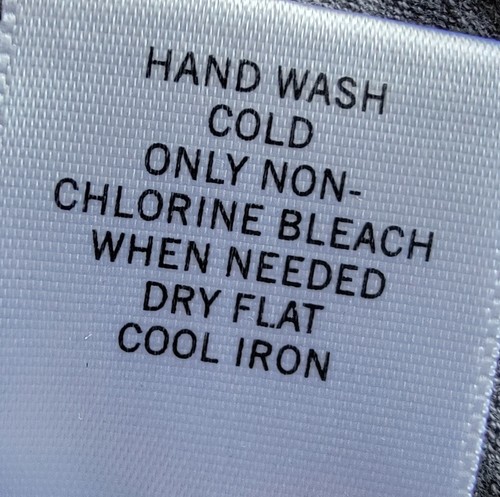 HAND WASH
COLD
ONLY NON-
CHLORINE BLEACH
WHEN NEEDED
DRY FLAT
COOL IRON